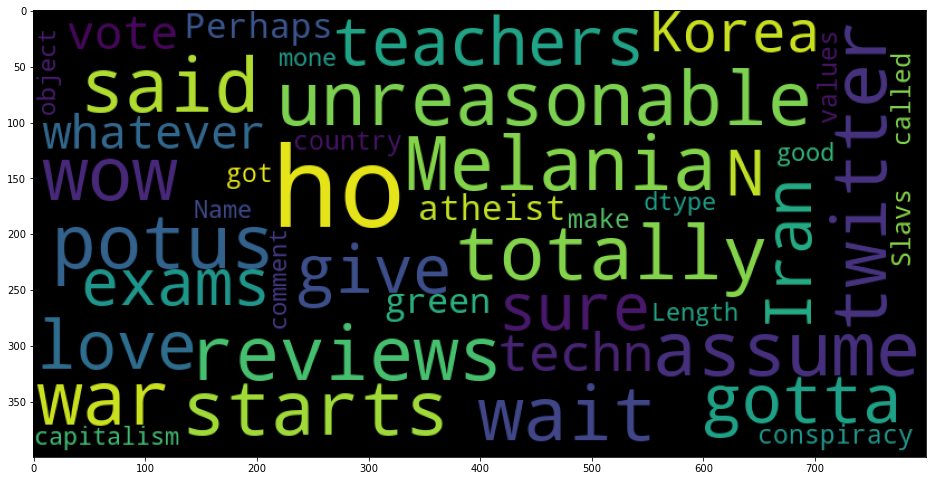 0
50
100
150
200
250
300
350
0
100
200
300
400
500
600
700
object
vote
Perhaps
mone
teachers
Korea
values
twitter
called
said
unreasonable
whatever
country
wow
got
ho
Melania
N
good
Name
atheist
make
dtype
Iran
Slavs
potus
comment
give
totally
exams
green
sure
Length
love
reviews
techn
assume
war
starts
wait
gotta
capitalism
conspiracy